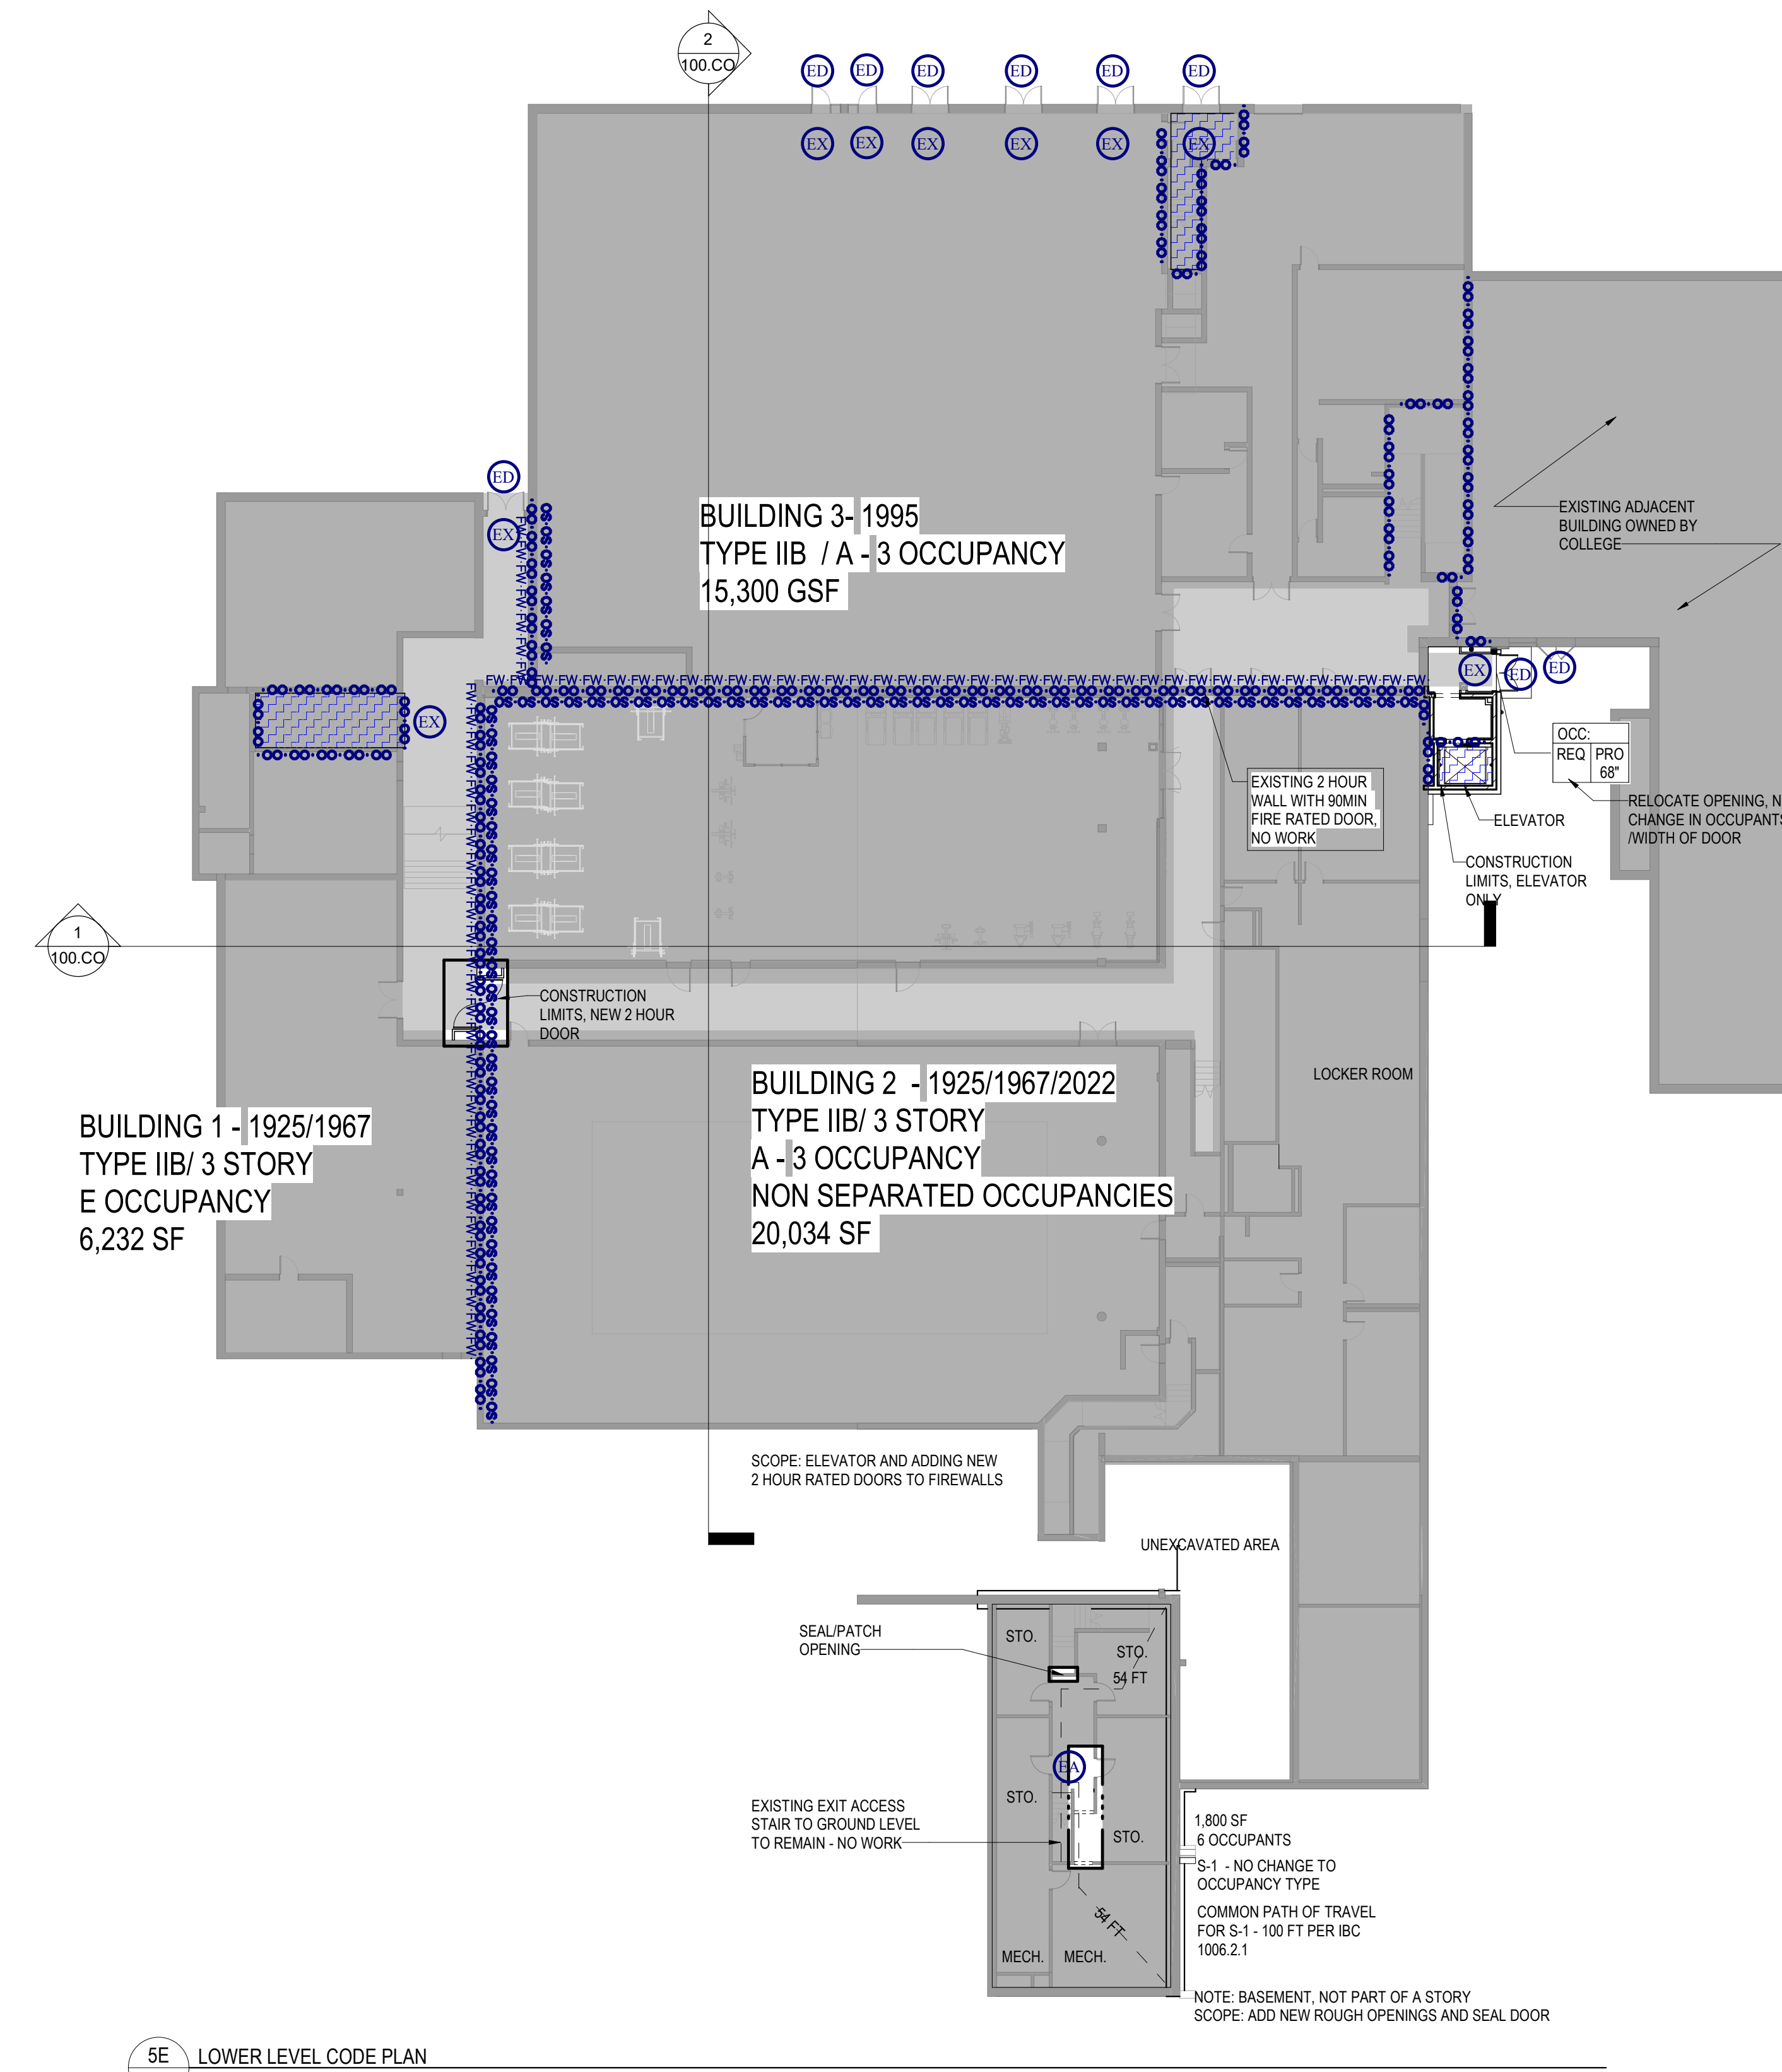 2
100.CO
ED ED ED ED ED ED
EX EX EX EX EX EX
ED
EX
BUILDING 3- 1995
TYPE IIB / A - 3 OCCUPANCY
15,300 GSF
EXISTING ADJACENT
BUILDING OWNED BY
COLLEGE
EX
EX ED ED
OCC:
REQ PRO
68"
EXISTING 2 HOUR
WALL WITH 90MIN
FIRE RATED DOOR,
NO WORK
RELOCATE OPENING, N
CHANGE IN OCCUPANTS
/WIDTH OF DOOR
ELEVATOR
CONSTRUCTION
LIMITS, ELEVATOR
ONLY
1
100.CO
CONSTRUCTION
LIMITS, NEW 2 HOUR
DOOR
LOCKER ROOM
BUILDING 1 - 1925/1967
TYPE IIB/ 3 STORY
E OCCUPANCY
6,232 SF
BUILDING 2 - 1925/1967/2022
TYPE IIB/ 3 STORY
A - 3 OCCUPANCY
NON SEPARATED OCCUPANCIES
20,034 SF
SCOPE: ELEVATOR AND ADDING NEW
2 HOUR RATED DOORS TO FIREWALLS
UNEXCAVATED AREA
SEAL/PATCH
OPENING
STO.
STO.
54 FT
EA
STO.
STO.
EXISTING EXIT ACCESS
STAIR TO GROUND LEVEL
TO REMAIN - NO WORK
1,800 SF
6 OCCUPANTS
S-1 - NO CHANGE TO
OCCUPANCY TYPE
COMMON PATH OF TRAVEL
FOR S-1 - 100 FT PER IBC
1006.2.1
54 FT
MECH. MECH.
NOTE: BASEMENT, NOT PART OF A STORY
SCOPE: ADD NEW ROUGH OPENINGS AND SEAL DOOR
5E LOWER LEVEL CODE PLAN